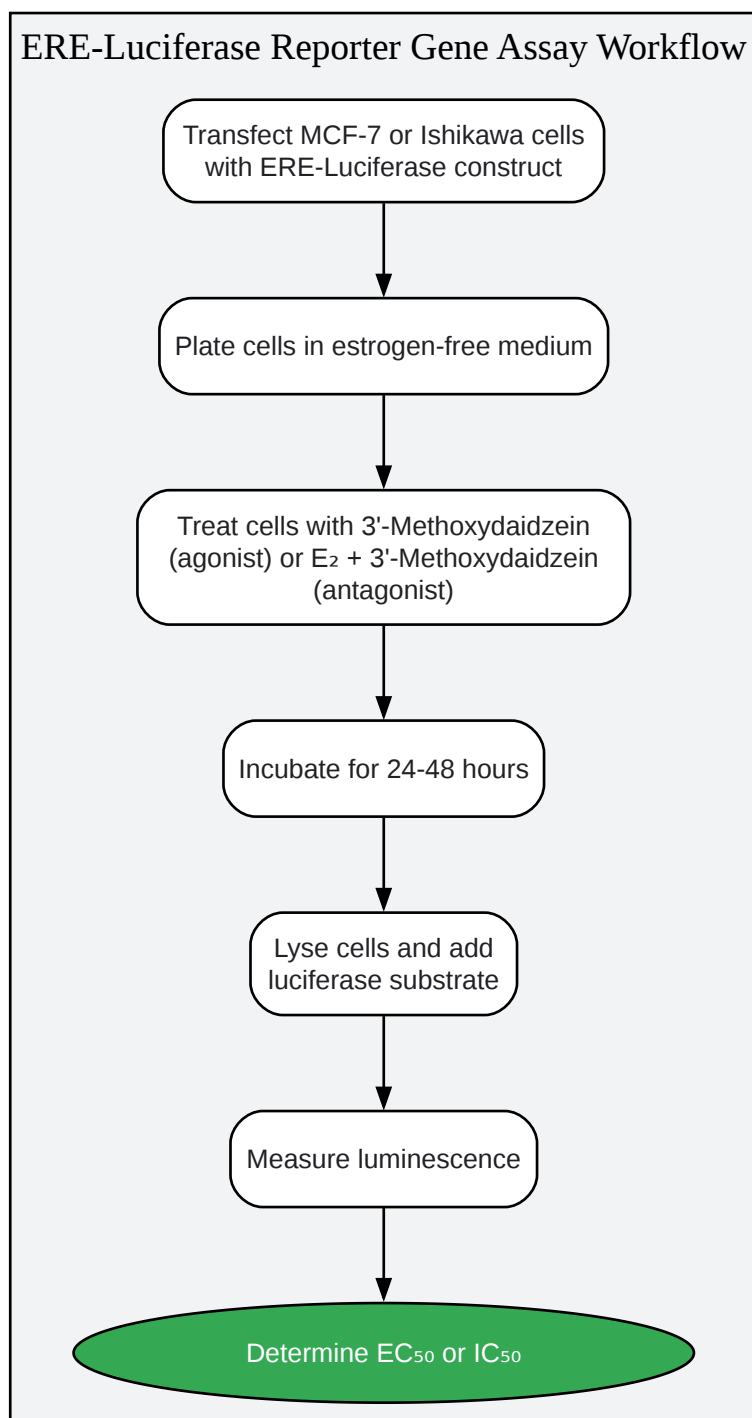 ERE-Luciferase Reporter Gene Assay Workflow
Transfect MCF-7 or Ishikawa cells
with ERE-Luciferase construct
Plate cells in estrogen-free medium
Treat cells with 3'-Methoxydaidzein
(agonist) or E₂ + 3'-Methoxydaidzein
(antagonist)
Incubate for 24-48 hours
Lyse cells and add
luciferase substrate
Measure luminescence
Determine EC₅₀ or IC₅₀